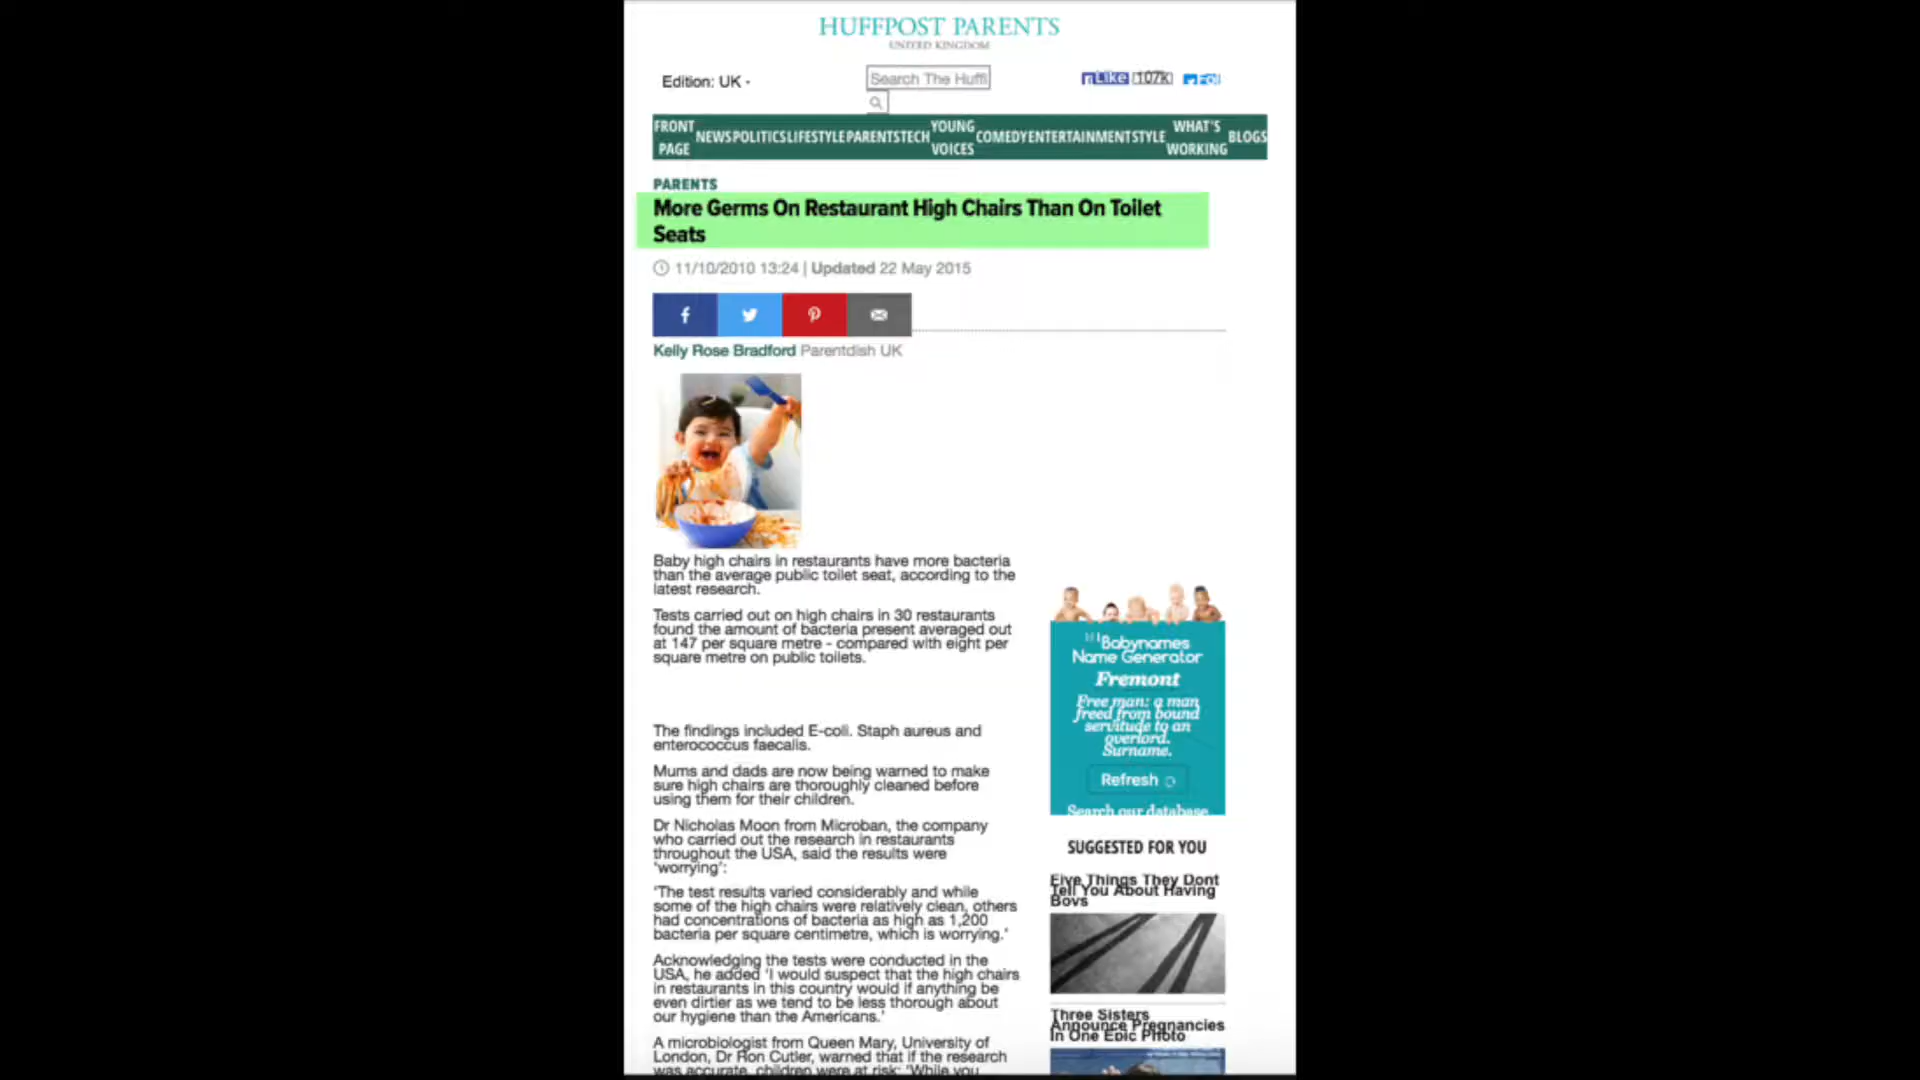 HUFFPOST PARENTS
UNITED KINGDOM
Edition: UK
Search The Huffi
Like 107k Fol
FRONT PAGE NEWS POLITICS LIFESTYLE PARENTS TECH YOUNG VOICES COMEDY ENTERTAINMENT STYLE WHAT'S WORKING BLOGS
PARENTS
More Germs On Restaurant High Chairs Than On Toilet
Seats
11/10/2010 13:24 | Updated 22 May 2015
Kelly Rose Bradford Parentdish UK
Baby high chairs in restaurants have more bacteria
than the average public toilet seat, according to the
latest research.
Tests carried out on high chairs in 30 restaurants
found the amount of bacteria present averaged out
at 147 per square metre - compared with eight per
square metre on public toilets.
The findings included E-coli. Staph aureus and
enterococcus faecalis.
Mums and dads are now being warned to make
sure high chairs are thoroughly cleaned before
using them for their children.
Dr Nicholas Moon from Microban, the company
who carried out the research in restaurants
throughout the USA, said the results were
'worrying':
'The test results varied considerably and while
some of the high chairs were relatively clean, others
had concentrations of bacteria as high as 1,200
bacteria per square centimetre, which is worrying.'
Acknowledging the tests were conducted in the
USA, he added 'I would suspect that the high chairs
in restaurants in this country would if anything be
even dirtier as we tend to be less thorough about
our hygiene than the Americans.'
A microbiologist from Queen Mary, University of
London, Dr Ron Cutler, warned that if the research
was accurate, children were at risk: 'While you
Babynames
Name Generator
Fremont
Free man: a man
freed from bound
servitude to an
overlord.
Surname.
Refresh
Search our database
SUGGESTED FOR YOU
Five Things They Dont
Tell You About Having
Boys
Three Sisters
Announce Pregnancies
In One Epic Photo